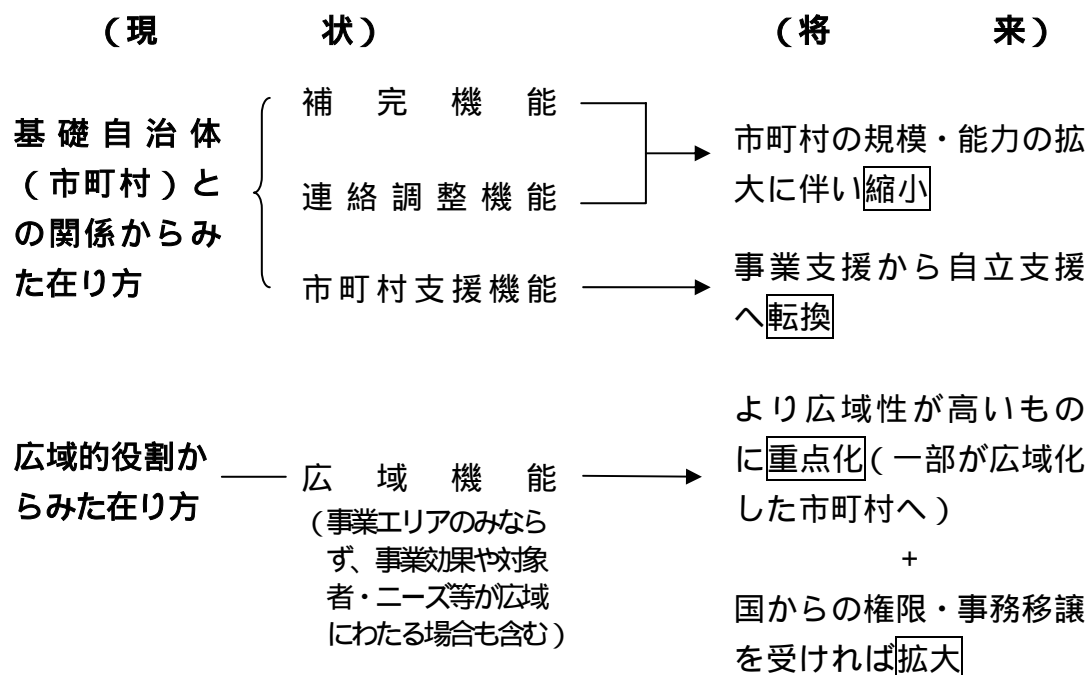 （現　状）
（将　来）
基礎自治体
（市町村）と
の関係からみ
た在り方
補完機能
連絡調整機能
市町村支援機能
市町村の規模・能力の拡
大に伴い縮小
事業支援から自立支援
へ転換
広域的役割か
らみた在り方
広域機能
（事業エリアのみなら
ず、事業効果や対象
者・ニーズ等が広域
にわたる場合も含む）
より広域性が高いもの
に重点化（一部が広域化
した市町村へ）
+
国からの権限・事務移譲
を受ければ拡大